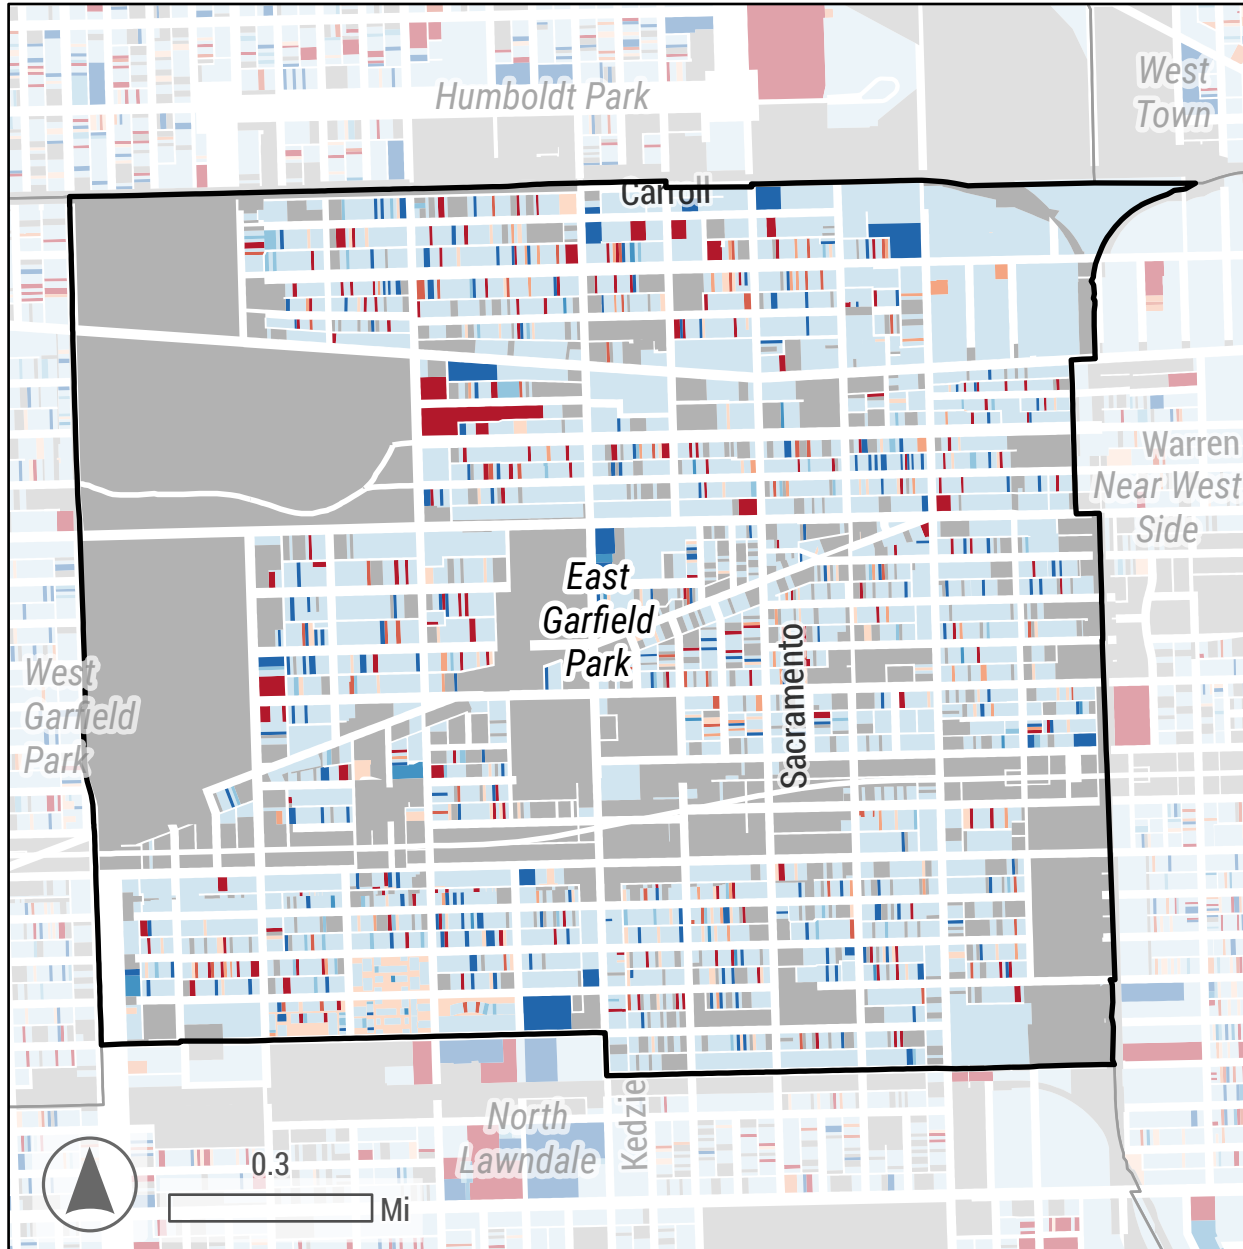 Humboldt Park
West
Town
Carroll
Warren
Near West
Side
East
Garfield
Park
Sacramento
West
Garfield
Park
North
Lawndale
Kedzie
0.3
Mi